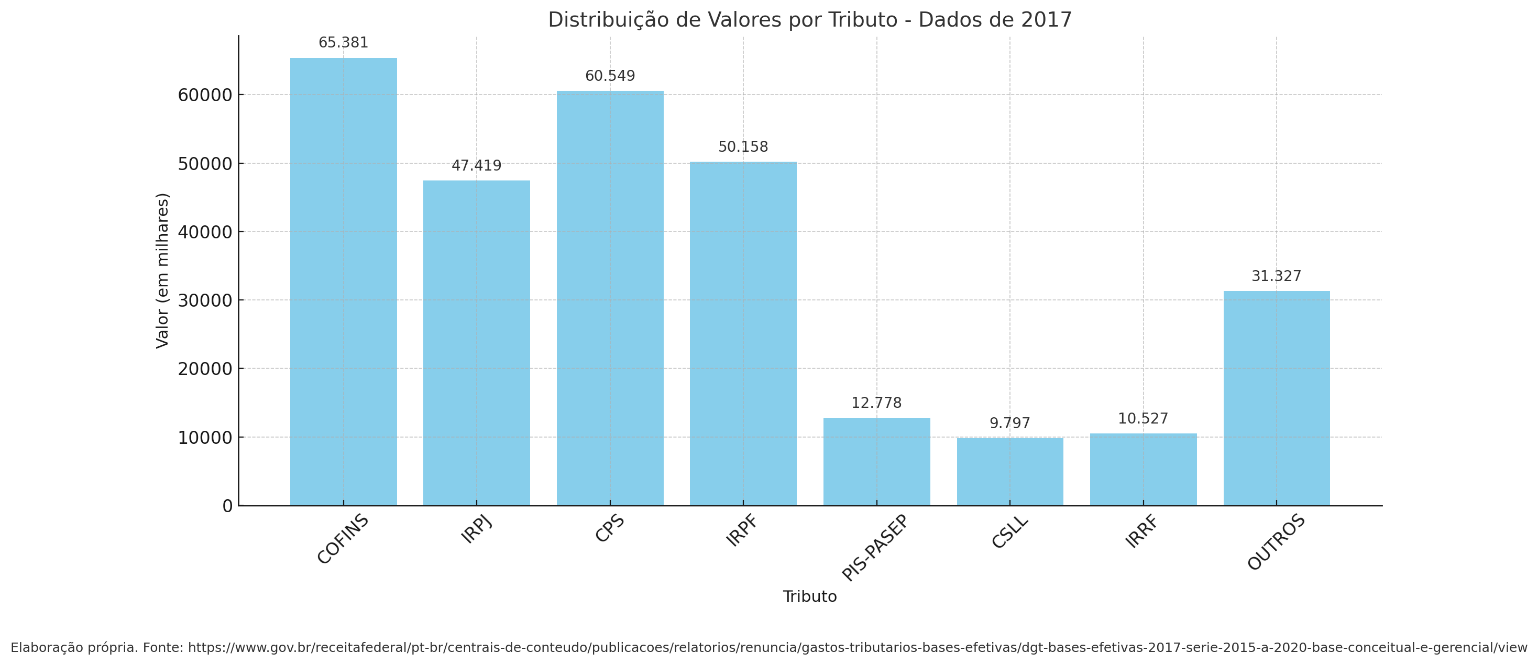 Distribuição de Valores por Tributo - Dados de 2017
65.381
60.549
50.158
47.419
31.327
12.778
10.527
9.797
Valor (em milhares)
60000
50000
40000
30000
20000
10000
0
COFINS
IRPJ
CPS
IRPF
PIS-PASEP
CSLL
IRRF
OUTROS
Tributo
Elaboração própria. Fonte: https://www.gov.br/receitafederal/pt-br/centrais-de-conteudo/publicacoes/relatorios/renuncia/gastos-tributarios-bases-efetivas/dgt-bases-efetivas-2017-serie-2015-a-2020-base-conceitual-e-gerencial/view